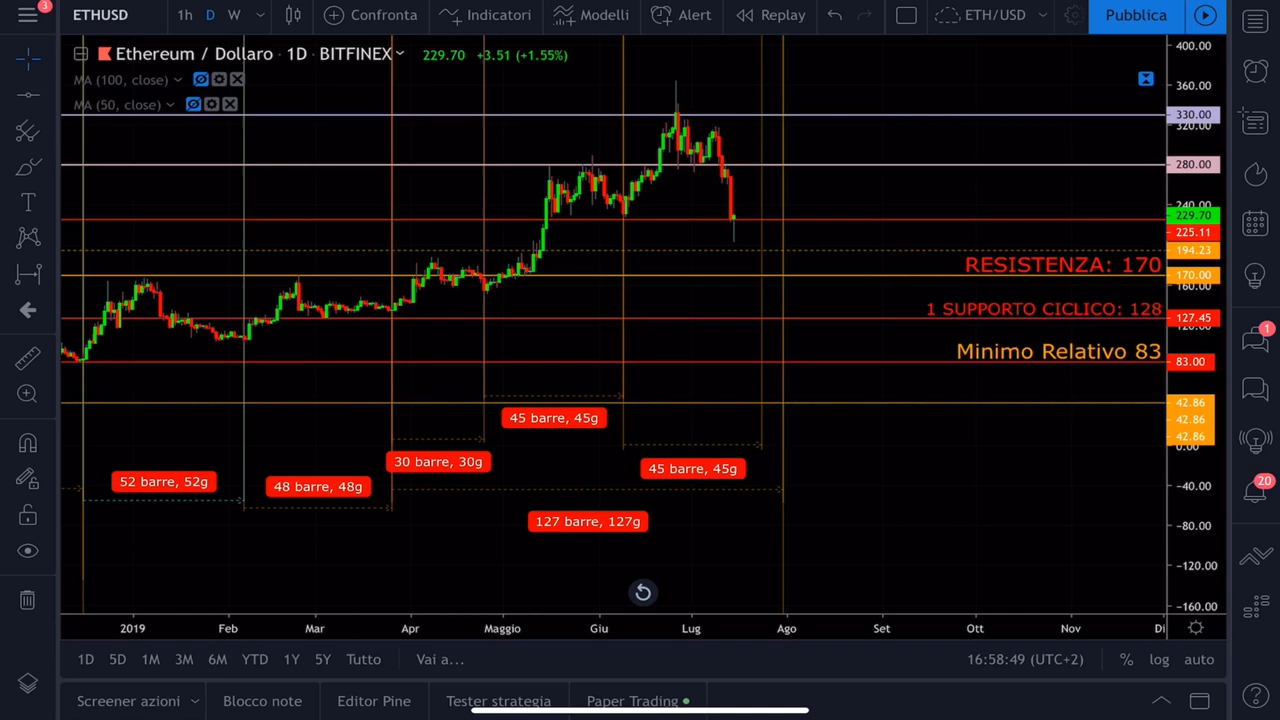 3
ETHUSD
1h D W
Confronta
Indicatori
Modelli
Alert
Replay
ETH/USD
Pubblica
Ethereum / Dollaro · 1D · BITFINEX
229.70 +3.51 (+1.55%)
MA (100, close)
MA (50, close)
400.00
360.00
330.00
320.00
280.00
240.00
229.70
225.11
194.23
RESISTENZA: 170
170.00
160.00
1 SUPPORTO CICLICO: 128
127.45
120.00
Minimo Relativo 83
83.00
42.86
42.86
42.86
0.00
-40.00
-80.00
-120.00
-160.00
45 barre, 45g
30 barre, 30g
45 barre, 45g
52 barre, 52g
48 barre, 48g
127 barre, 127g
1
20
2019 Feb Mar Apr Maggio Giu Lug Ago Set Ott Nov Di
1D 5D 1M 3M 6M YTD 1Y 5Y Tutto Vai a...
16:58:49 (UTC+2) % log auto
Screener azioni Blocco note Editor Pine Tester strategia Paper Trading